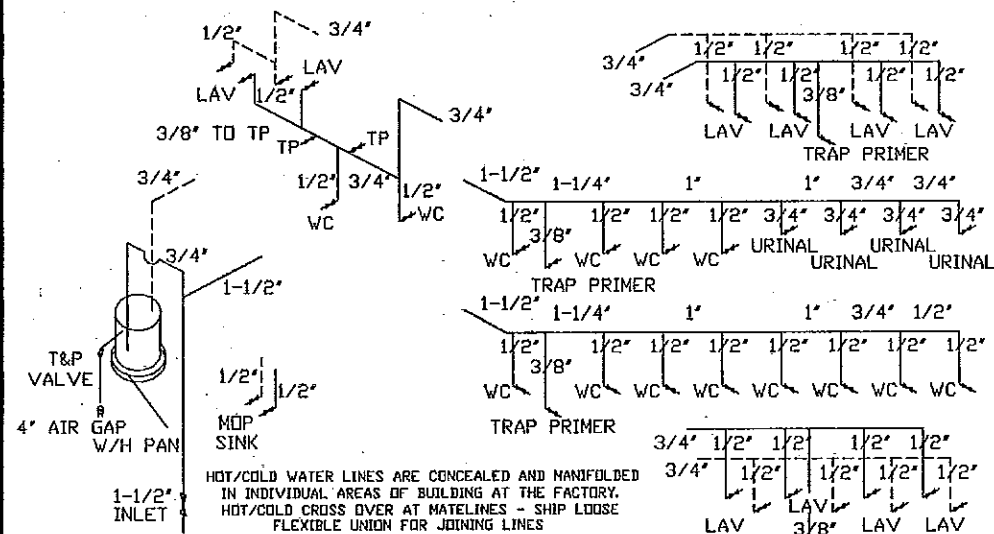 1/2" 3/4"
LAV
LAV 1/2"
3/8" TO TP TP TP 3/4"
1/2" 3/4" 1/2"
WC WC
3/4" 1/2" 1/2" 1/2" 1/2"
3/4" 1/2" 1/2" 3/8" 1/2" 1/2"
LAV LAV LAV LAV
TRAP PRIMER
1-1/2" 1-1/4" 1" 1" 3/4" 3/4"
1/2" 3/8" 1/2" 1/2" 1/2" 3/4" 3/4" 3/4" 3/4"
WC WC WC WC URINAL URINAL
URINAL URINAL
TRAP PRIMER
1-1/2" 1-1/4" 1" 1" 3/4" 1/2"
1/2" 3/8" 1/2" 1/2" 1/2" 1/2" 1/2" 1/2" 1/2"
WC WC WC WC WC WC WC WC
TRAP PRIMER
3/4" 1/2" 1/2" 1/2" 1/2"
3/4" 1/2" 1/2" 1/2" 1/2"
LAV
LAV 3/8" LAV LAV
3/4"
3/4"
1-1/2"
T&P
VALVE
4" AIR GAP
W/H PAN
1/2" 1/2"
MOP
SINK
1-1/2"
INLET
HOT/COLD WATER LINES ARE CONCEALED AND MANIFOLDED
IN INDIVIDUAL AREAS OF BUILDING AT THE FACTORY.
HOT/COLD CROSS OVER AT MATELINES - SHIP LOOSE
FLEXIBLE UNION FOR JOINING LINES